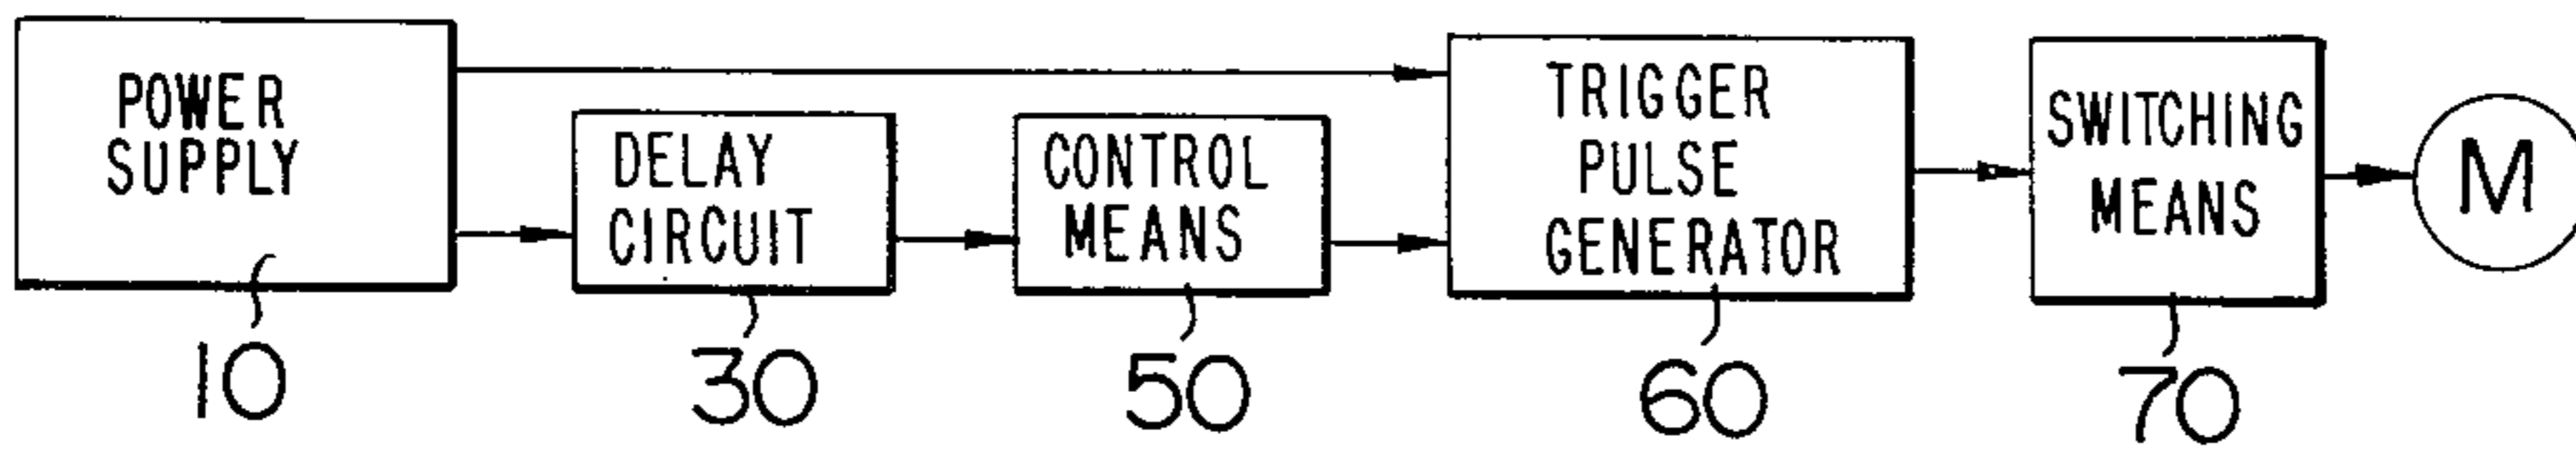 POWER
SUPPLY
DELAY
CIRCUIT
CONTROL
MEANS
TRIGGER
PULSE
GENERATOR
SWITCHING
MEANS
M
10
30
50
60
70